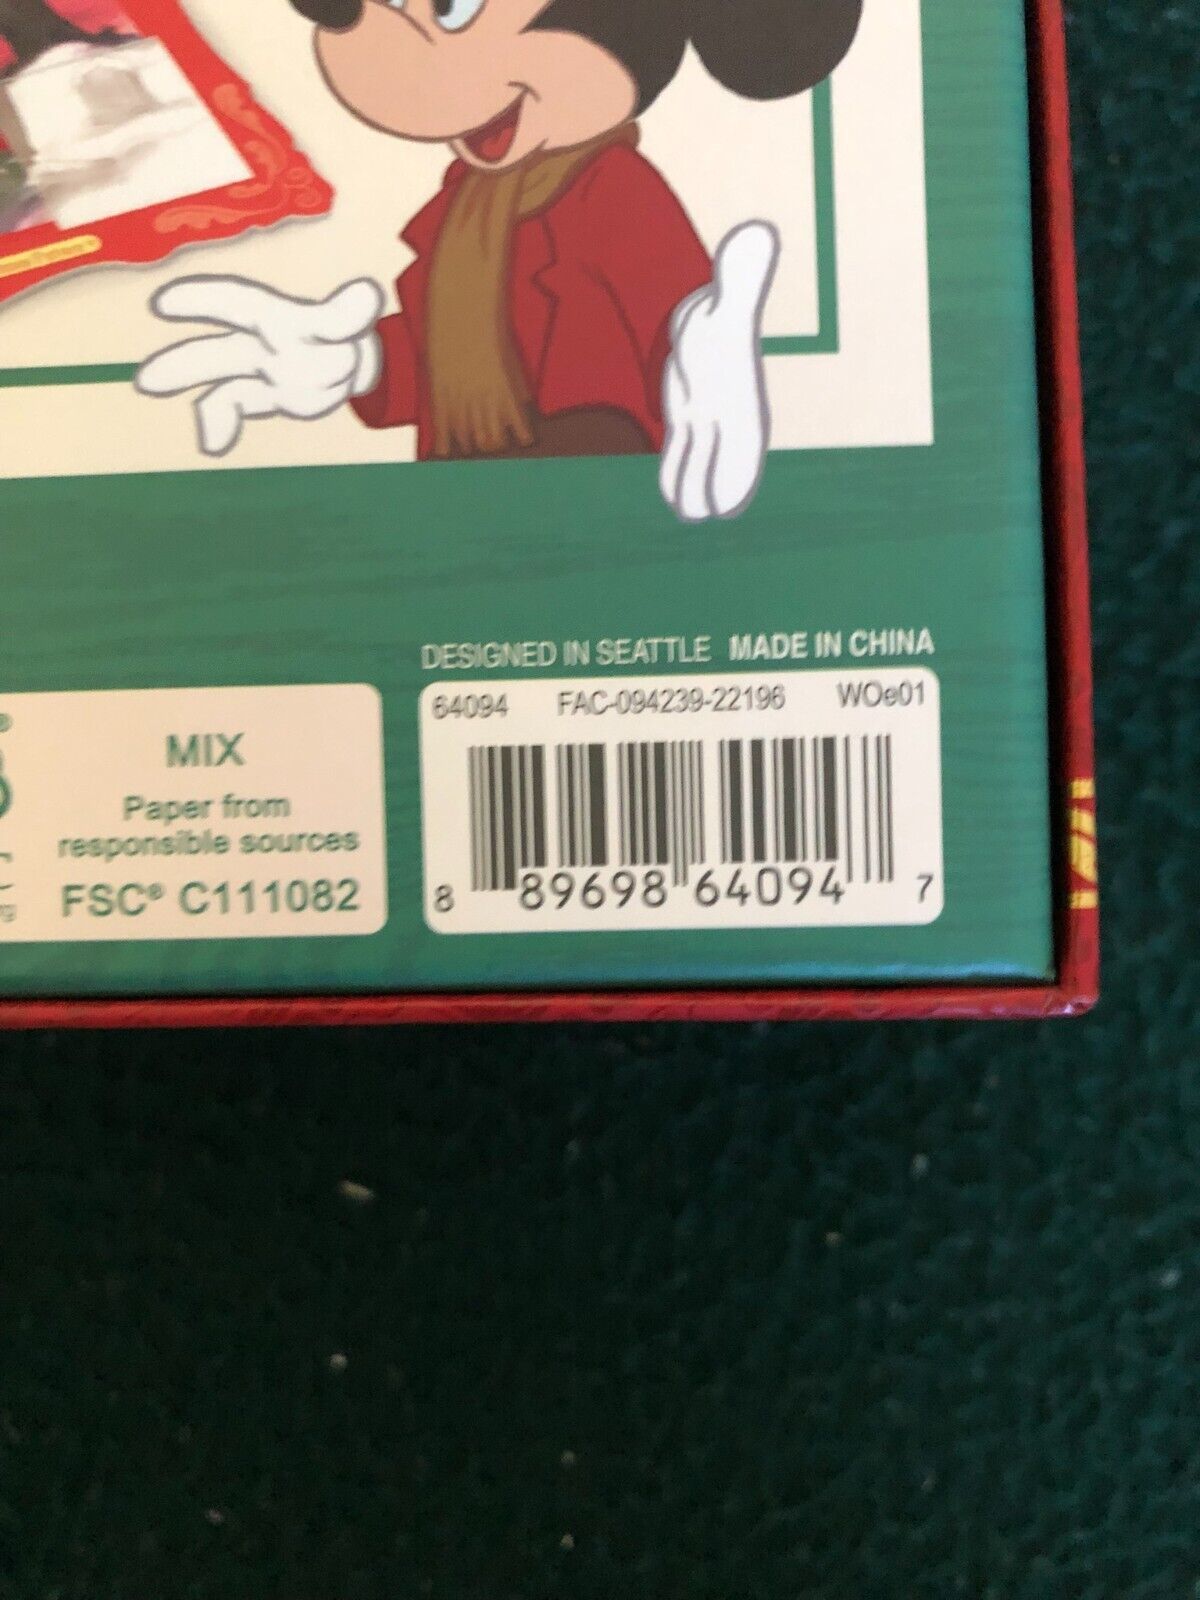 DESIGNED IN SEATTLE MADE IN CHINA
64094 FAC-094239-22196 WOe01
8 89698 64094 7
®
MIX
Paper from
responsible sources
FSC® C111082